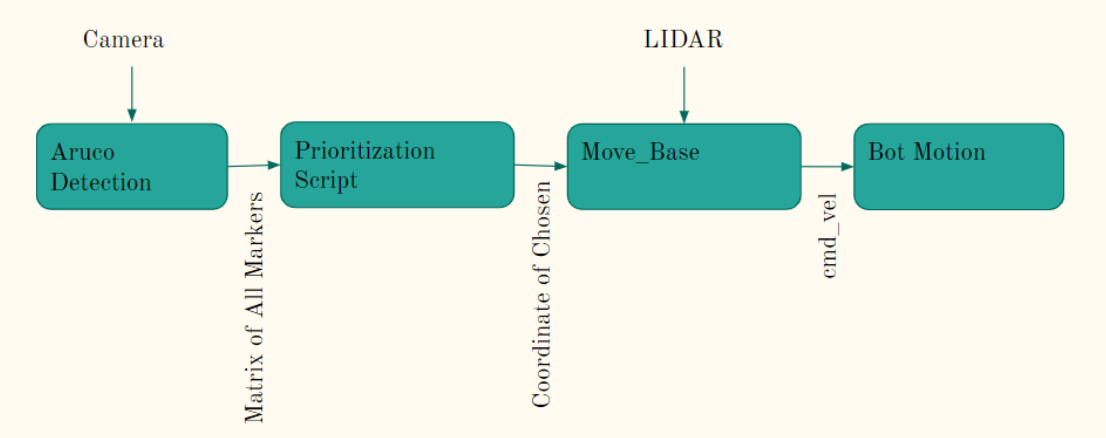 Camera
LIDAR
Aruco
Detection
Prioritization
Script
Move_Base
Bot Motion
Matrix of All Markers
Coordinate of Chosen
cmd_vel